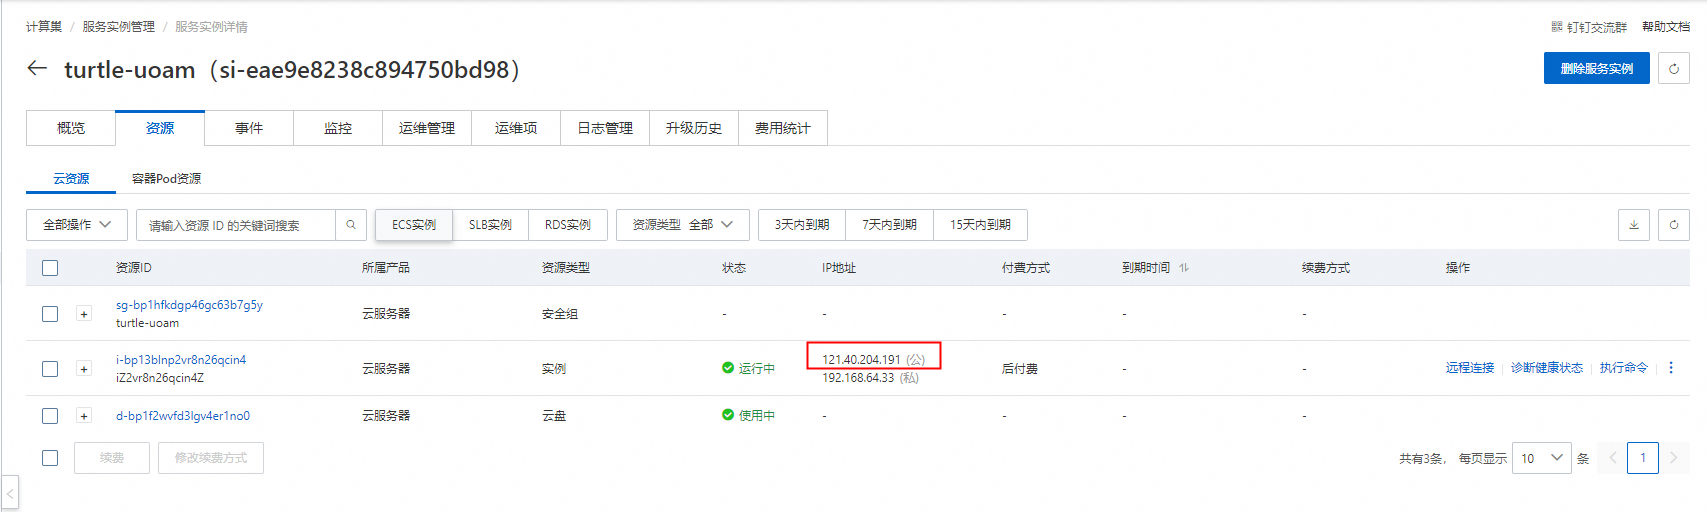 计算巢 / 服务实例管理 / 服务实例详情
钉钉交流群 帮助文档
turtle-uoam（si-eae9e8238c894750bd98）
删除服务实例
概览 资源 事件 监控 运维管理 运维项 日志管理 升级历史 费用统计
云资源 容器Pod资源
全部操作 请输入资源 ID 的关键词搜索 ECS实例 SLB实例 RDS实例 资源类型 全部 3天内到期 7天内到期 15天内到期
资源ID 所属产品 资源类型 状态 IP地址 付费方式 到期时间 续费方式 操作
sg-bp1hfkdgp46gc63b7g5y
turtle-uoam 云服务器 安全组 - - - - -
i-bp13blnp2vr8n26qcin4 121.40.204.191 (公)
iZ2vr8n26qcin4Z 云服务器 实例 运行中 192.168.64.33 (私) 后付费 - - 远程连接 诊断健康状态 执行命令
d-bp1f2wvfd3lgv4er1no0 云服务器 云盘 使用中 - - - -
续费 修改续费方式 共有3条， 每页显示 10 条 1